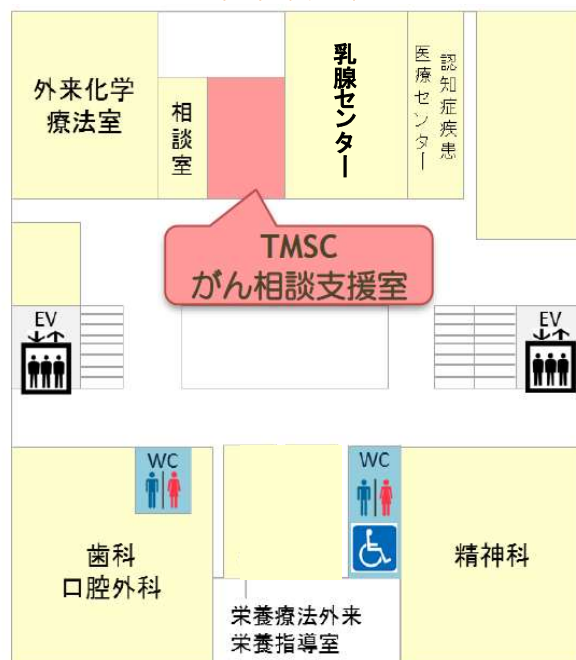 外来化学
療法室
相談室
乳腺センター
認知症疾患
医療センター
TMSC
がん相談支援室
EV
EV
WC
WC
歯科
口腔外科
精神科
栄養療法外来
栄養指導室